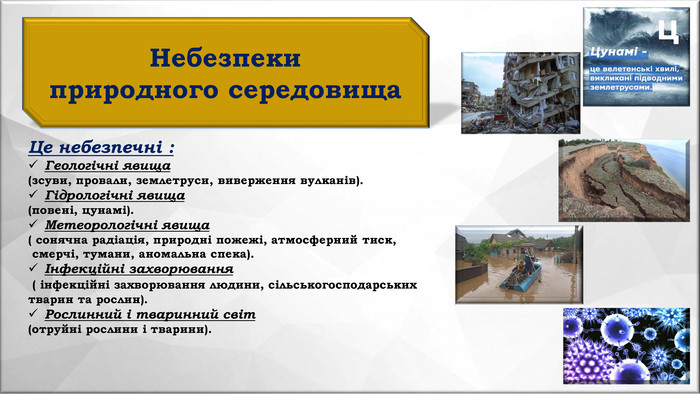 Небезпеки
природного середовища
Ц
Цунамі -
це велетенські хвилі,
викликані підводними
землетрусами.
Це небезпечні :
✓ Геологічні явища
(зсуви, провали, землетруси, виверження вулканів).
✓ Гідрологічні явища
(повені, цунамі).
✓ Метеорологічні явища
( сонячна радіація, природні пожежі, атмосферний тиск,
смерчі, тумани, аномальна спека).
✓ Інфекційні захворювання
( інфекційні захворювання людини, сільськогосподарських
тварин та рослин).
✓ Рослинний і тваринний світ
(отруйні рослини і тварини).